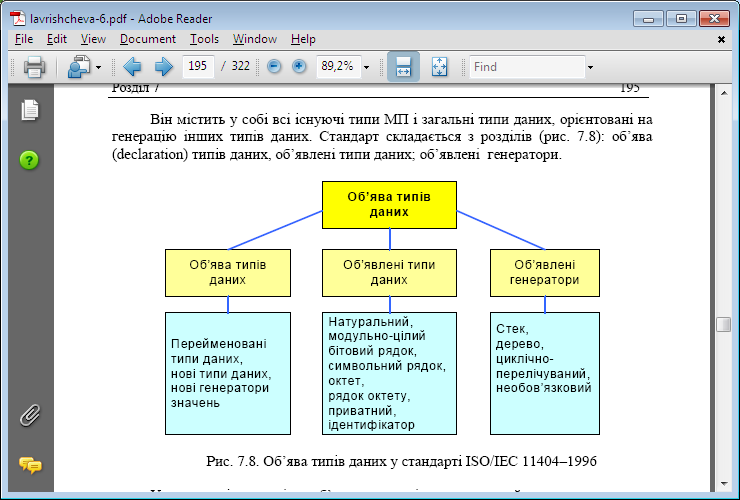 lavrishcheva-6.pdf - Adobe Reader
File Edit View Document Tools Window Help
195 / 322 89,2% Find
Розділ 7 195
Він містить у собі всі існуючі типи МП і загальні типи даних, орієнтовані на
генерацію інших типів даних. Стандарт складається з розділів (рис. 7.8): об’ява
(declaration) типів даних, об’явлені типи даних; об’явлені генератори.
Об’ява типів
даних
Об’ява типів
даних
Об’явлені типи
даних
Об’явлені
генератори
Перейменовані
типи даних,
нові типи даних,
нові генератори
значень
Натуральний,
модульно-цілий
бітовий рядок,
символьний рядок,
октет,
рядок октету,
приватний,
ідентифікатор
Стек,
дерево,
циклічно-
перелічуваний,
необов’язковий
Рис. 7.8. Об’ява типів даних у стандарті ISO/IEC 11404–1996